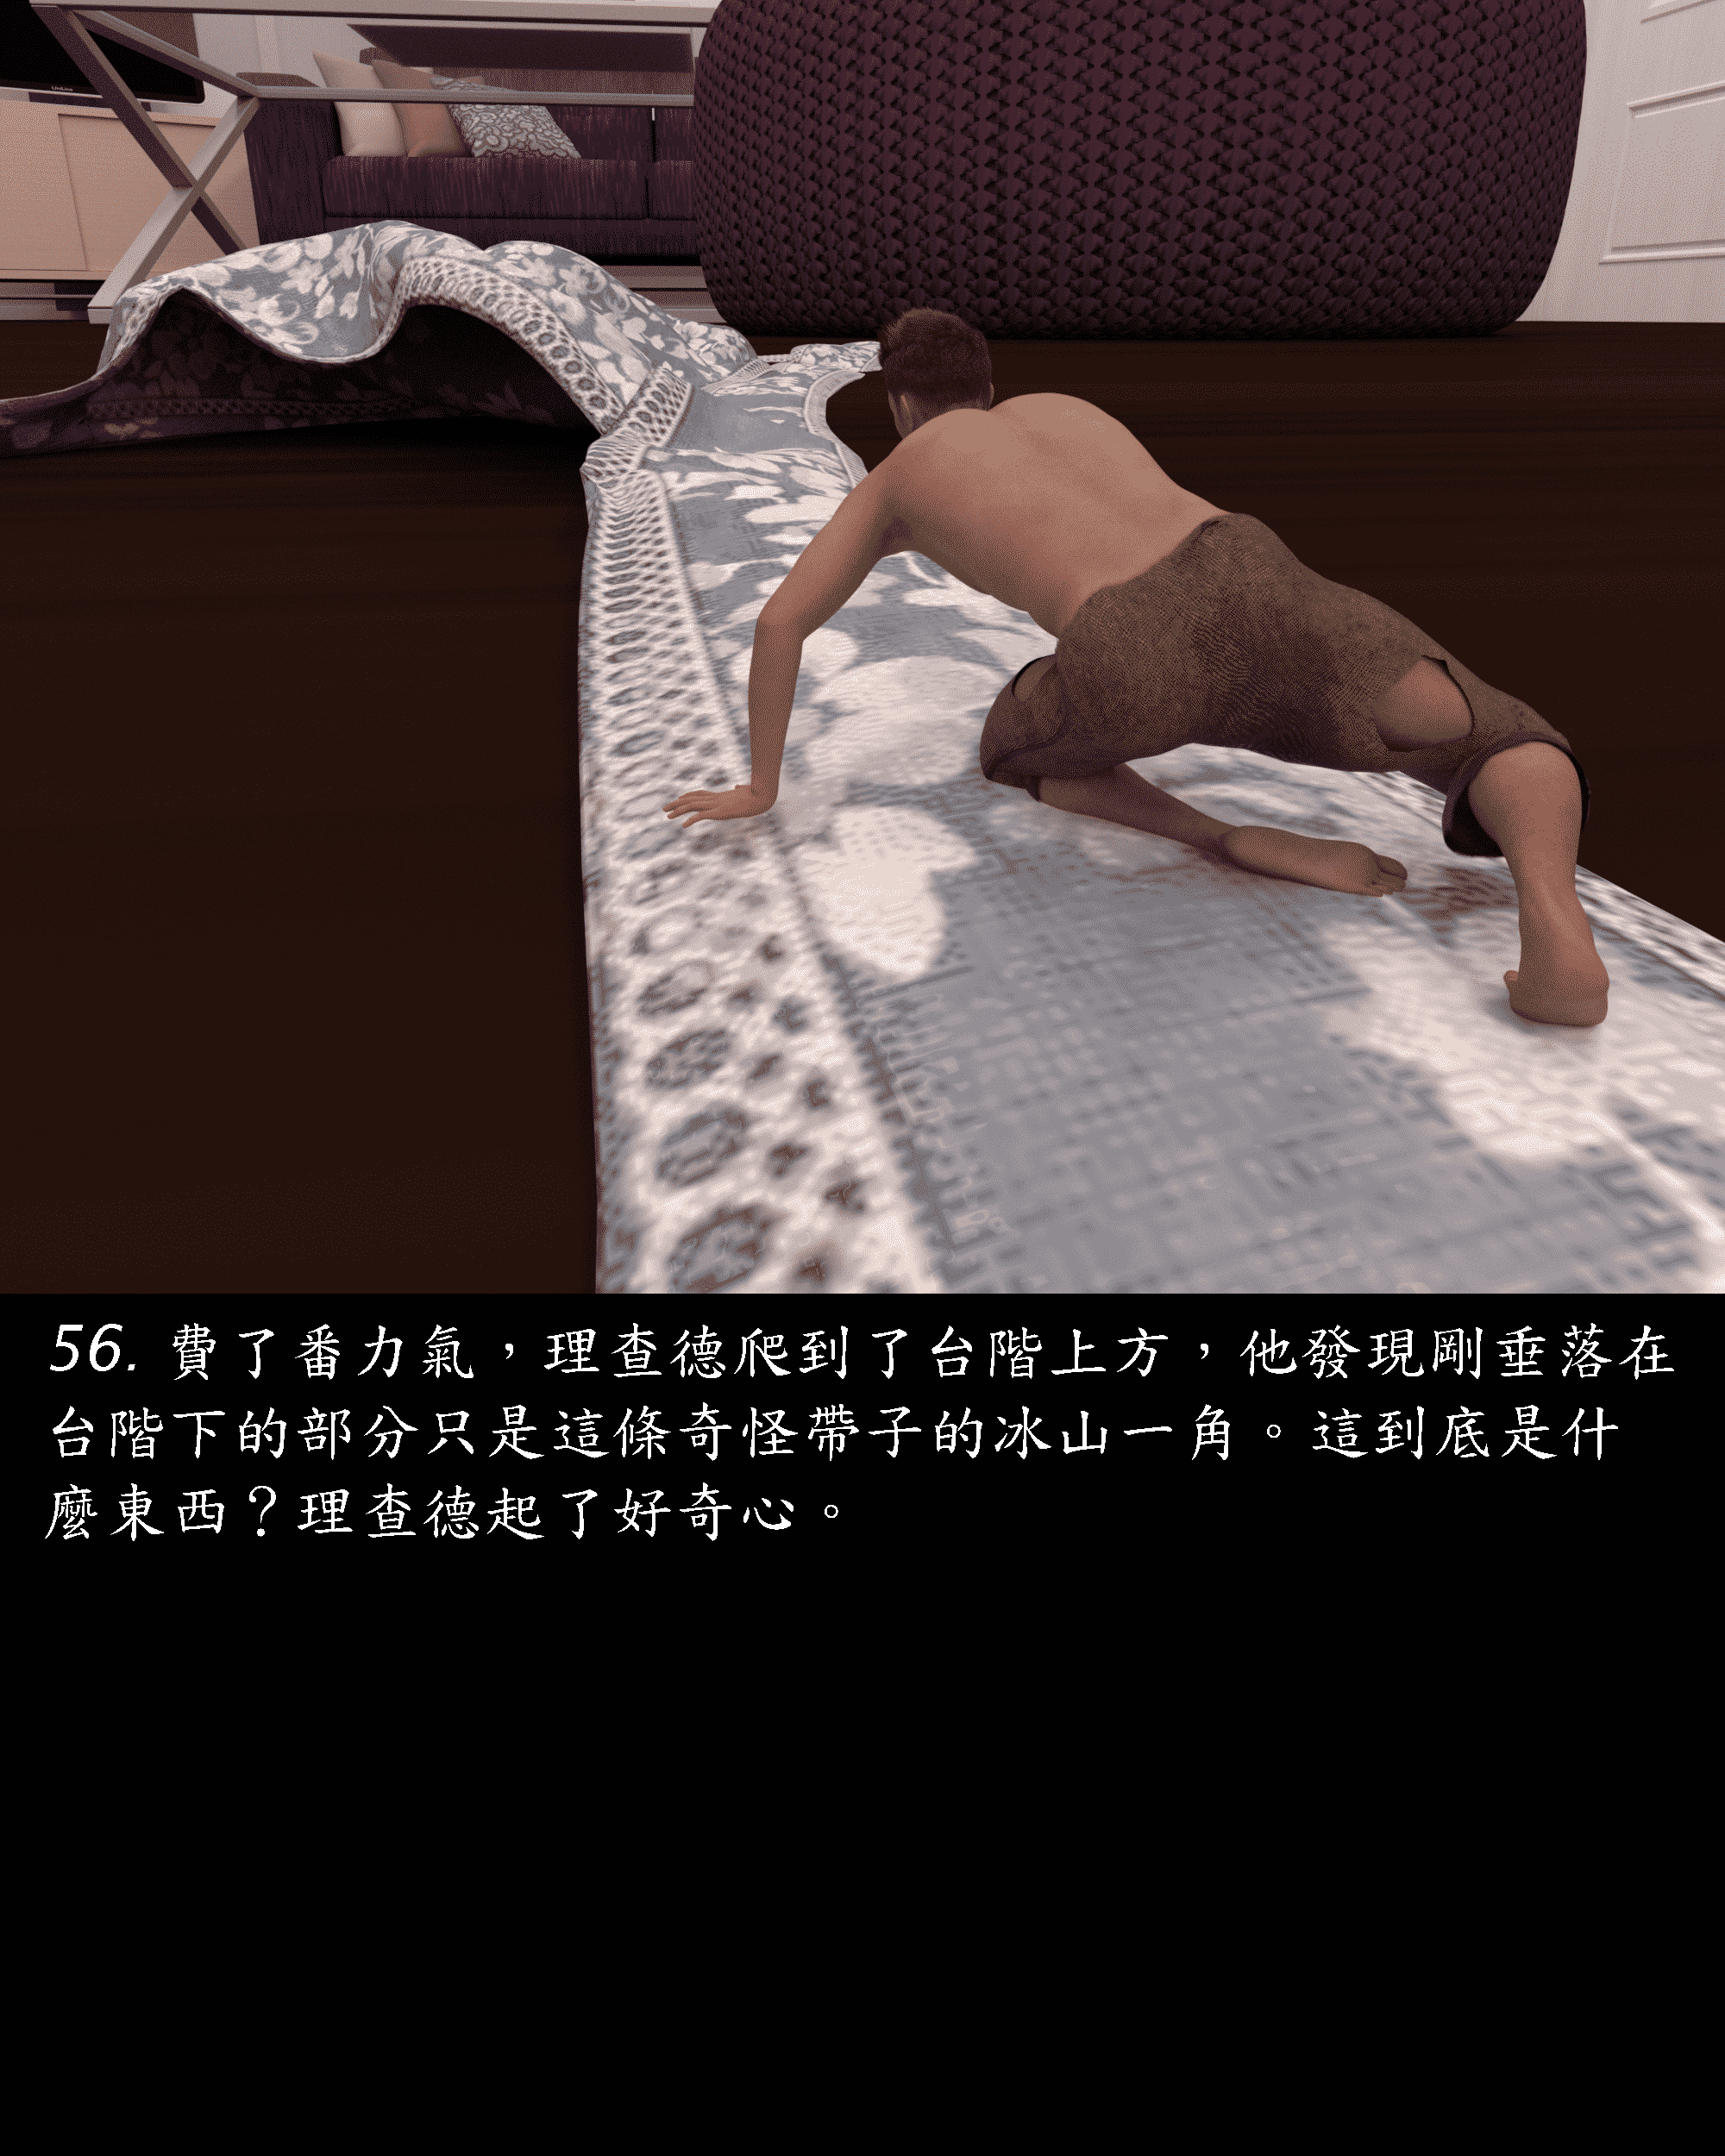 56. 費了番力氣，理查德爬到了台階上方，他發現剛垂落在
台階下的部分只是這條奇怪帶子的冰山一角。這到底是什
麼東西？理查德起了好奇心。